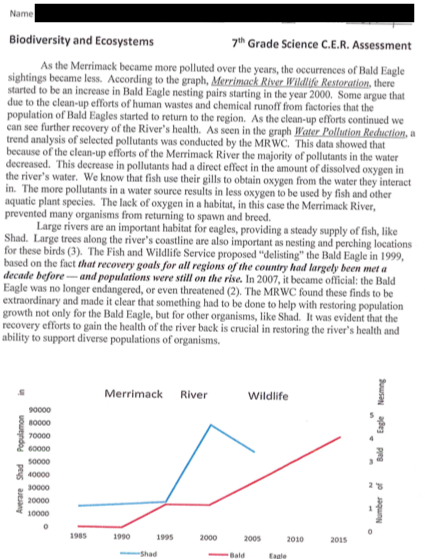 Name
Biodiversity and Ecosystems 7th Grade Science C.E.R. Assessment
As the Merrimack became more polluted over the years, the occurrences of Bald Eagle
sightings became less. According to the graph, Merrimack River Wildlife Restoration, there
started to be an increase in Bald Eagle nesting pairs starting in the year 2000. Some argue that
due to the clean-up efforts of human wastes and chemical runoff from factories that the
population of Bald Eagles started to return to the region. As the clean-up efforts continued we
can see further recovery of the River's health. As seen in the graph Water Pollution Reduction, a
trend analysis of selected pollutants was conducted by the MRWC. This data showed that
because of the clean-up efforts of the Merrimack River the majority of pollutants in the water
decreased. This decrease in pollutants had a direct effect in the amount of dissolved oxygen in
the river's water. We know that fish use their gills to obtain oxygen from the water they interact
in. The more pollutants in a water source results in less oxygen to be used by fish and other
aquatic plant species. The lack of oxygen in a habitat, in this case the Merrimack River,
prevented many organisms from returning to spawn and breed.
Large rivers are an important habitat for eagles, providing a steady supply of fish, like
Shad. Large trees along the river's coastline are also important as nesting and perching locations
for these birds (3). The Fish and Wildlife Service proposed "delisting" the Bald Eagle in 1999,
based on the fact that recovery goals for all regions of the country had largely been met a
decade before — and populations were still on the rise. In 2007, it became official: the Bald
Eagle was no longer endangered, or even threatened (2). The MRWC found these finds to be
extraordinary and made it clear that something had to be done to help with restoring population
growth not only for the Bald Eagle, but for other organisms, like Shad. It was evident that the
recovery efforts to gain the health of the river back is crucial in restoring the river's health and
ability to support diverse populations of organisms.
Merrimack River Wildlife
Shad Population
90000
80000
70000
60000
50000
40000
30000
20000
10000
0
1985 1990 1995 2000 2005 2010 2015
5
4
3
2
1
0
Number of Bald Eagle
Shad Bald Eagle